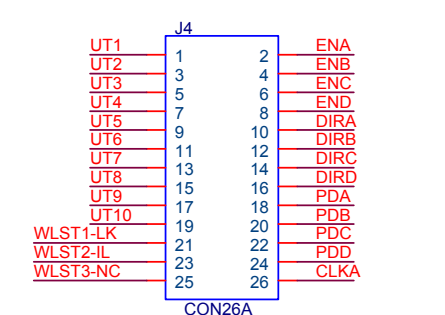 J4
UT1 1 2 ENA
UT2 3 4 ENB
UT3 5 6 ENC
UT4 7 8 END
UT5 9 10 DIRA
UT6 11 12 DIRB
UT7 13 14 DIRC
UT8 15 16 DIRD
UT9 17 18 PDA
UT10 19 20 PDB
WLST1-LK 21 22 PDC
WLST2-IL 23 24 PDD
WLST3-NC 25 26 CLKA
CON26A